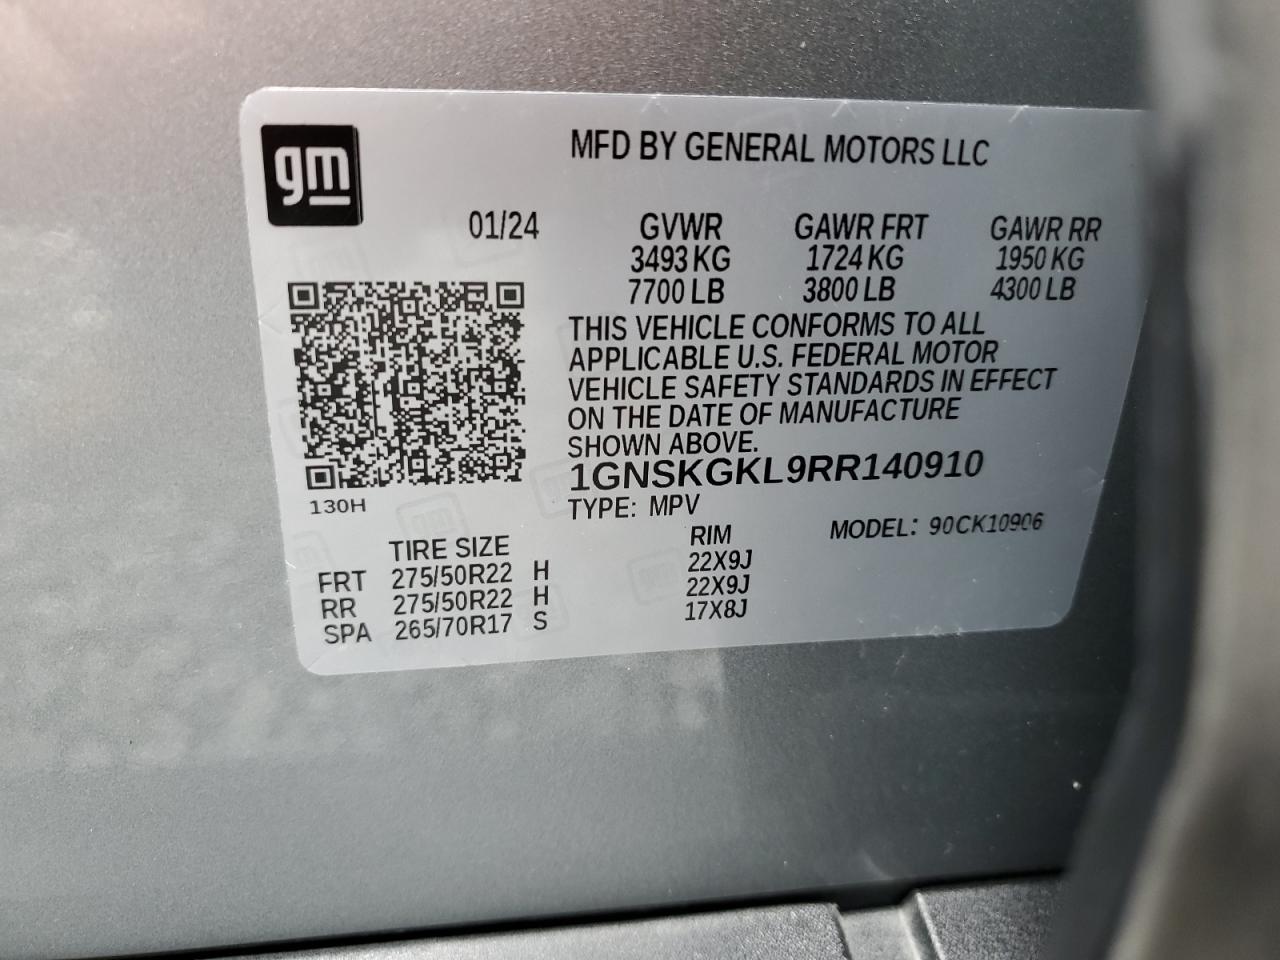 gm
MFD BY GENERAL MOTORS LLC
01/24 GVWR GAWR FRT GAWR RR
3493 KG 1724 KG 1950 KG
7700 LB 3800 LB 4300 LB
THIS VEHICLE CONFORMS TO ALL
APPLICABLE U.S. FEDERAL MOTOR
VEHICLE SAFETY STANDARDS IN EFFECT
ON THE DATE OF MANUFACTURE
SHOWN ABOVE.
1GNSKGKL9RR140910
130H
TYPE: MPV MODEL: 90CK10906
TIRE SIZE RIM
FRT 275/50R22 H 22X9J
RR 275/50R22 H 22X9J
SPA 265/70R17 S 17X8J